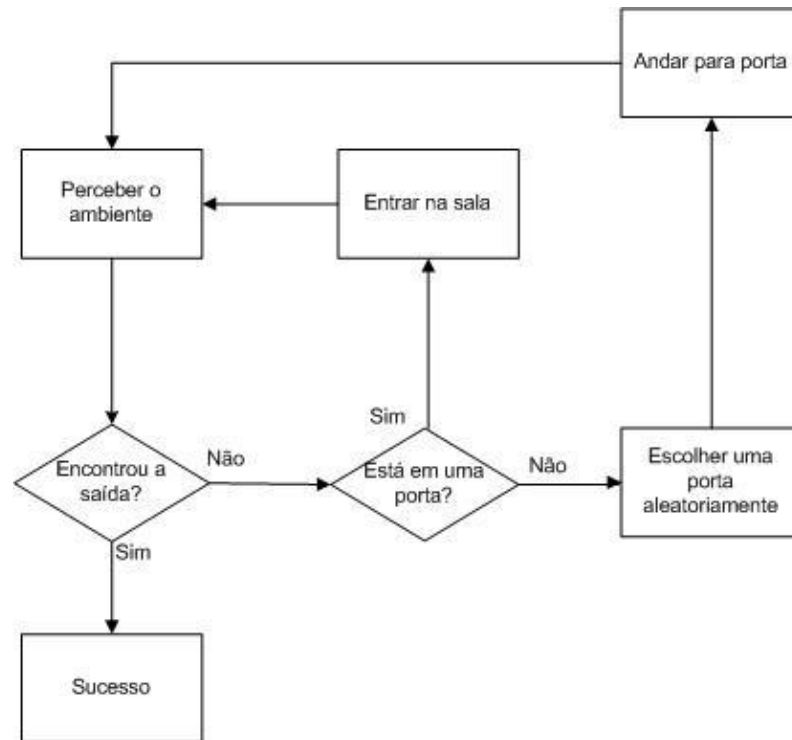 Andar para porta
Perceber o
ambiente
Entrar na sala
Sim
Encontrou a
saída?
Não
Está em uma
porta?
Não
Escolher uma
porta
aleatoriamente
Sim
Sucesso